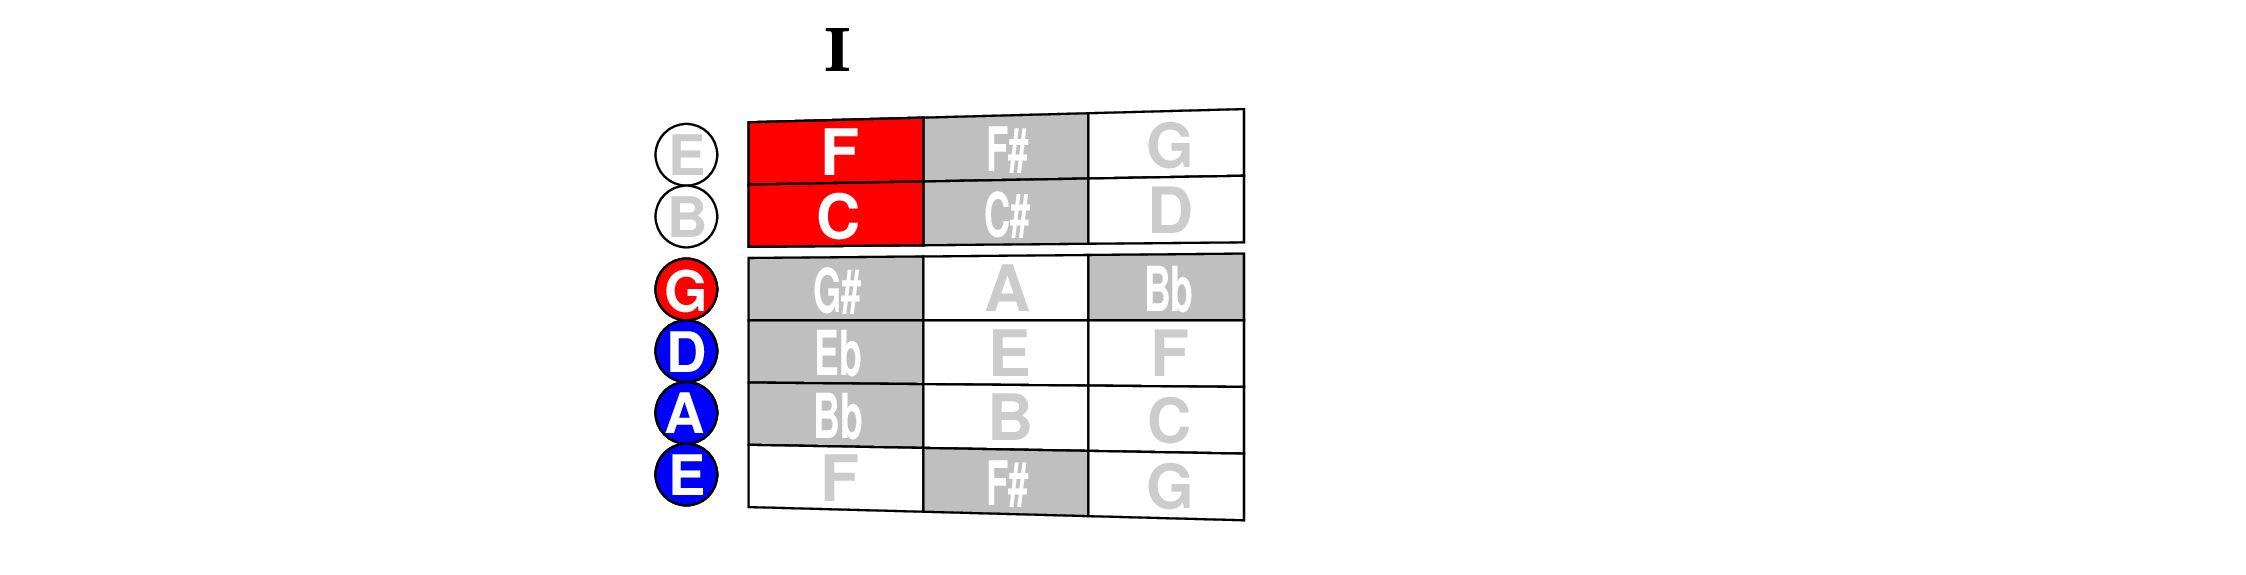 I
E F F# G
B C C# D
G G# A Bb
D Eb E F
A Bb B C
E F F# G